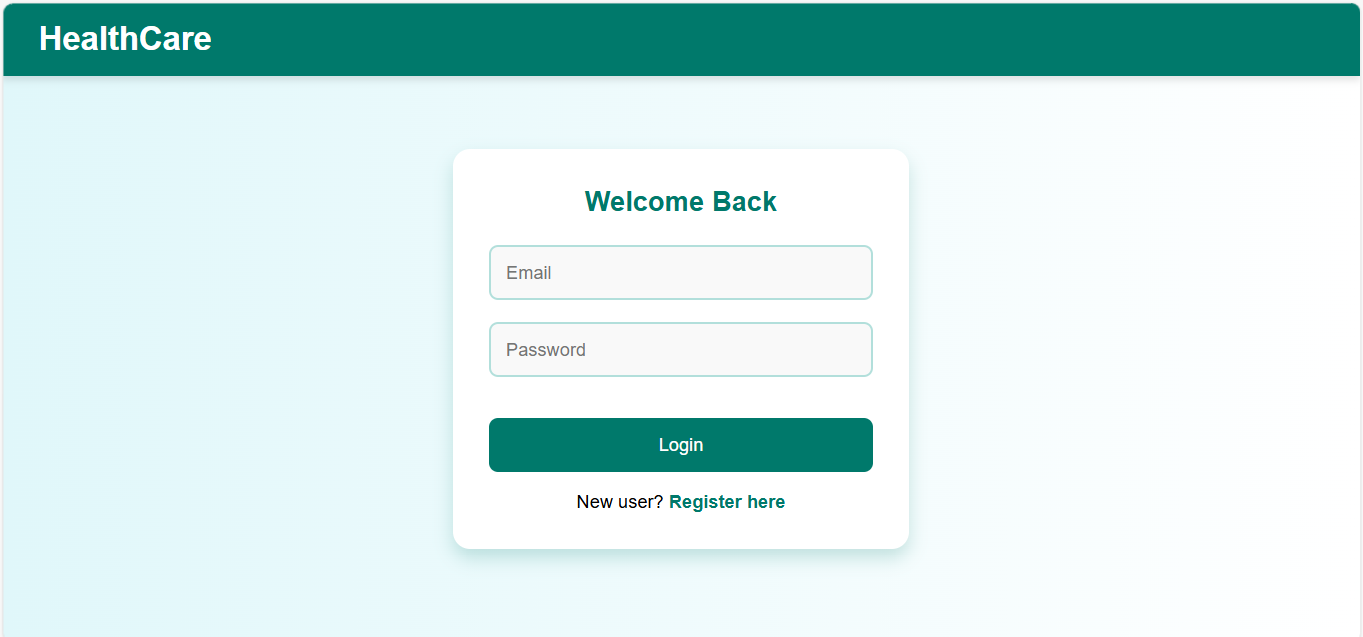 HealthCare
Welcome Back
Email
Password
Login
New user? Register here